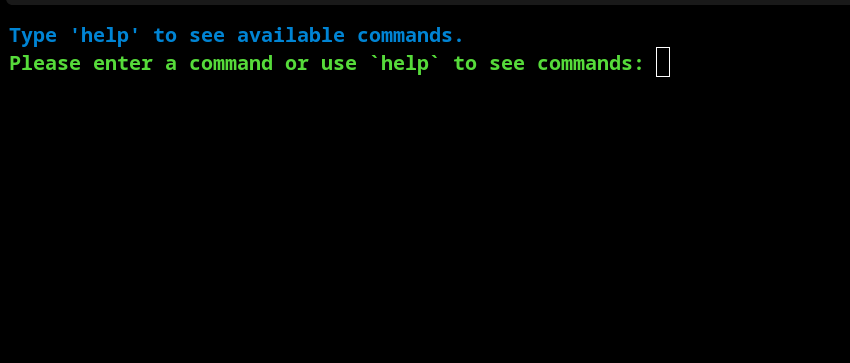 Type 'help' to see available commands.
Please enter a command or use `help` to see commands: